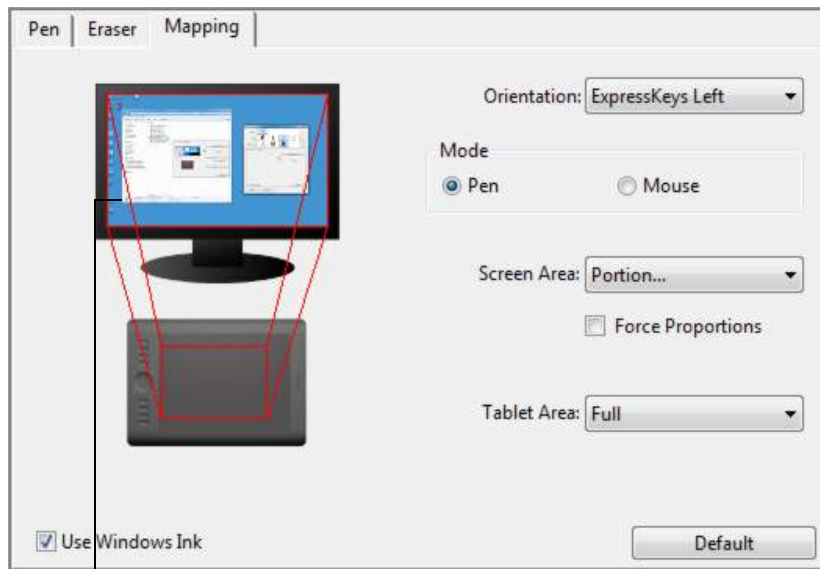 Pen Eraser Mapping
Orientation: ExpressKeys Left
Mode
Pen Mouse
Screen Area: Portion...
Force Proportions
Tablet Area: Full
Use Windows Ink Default